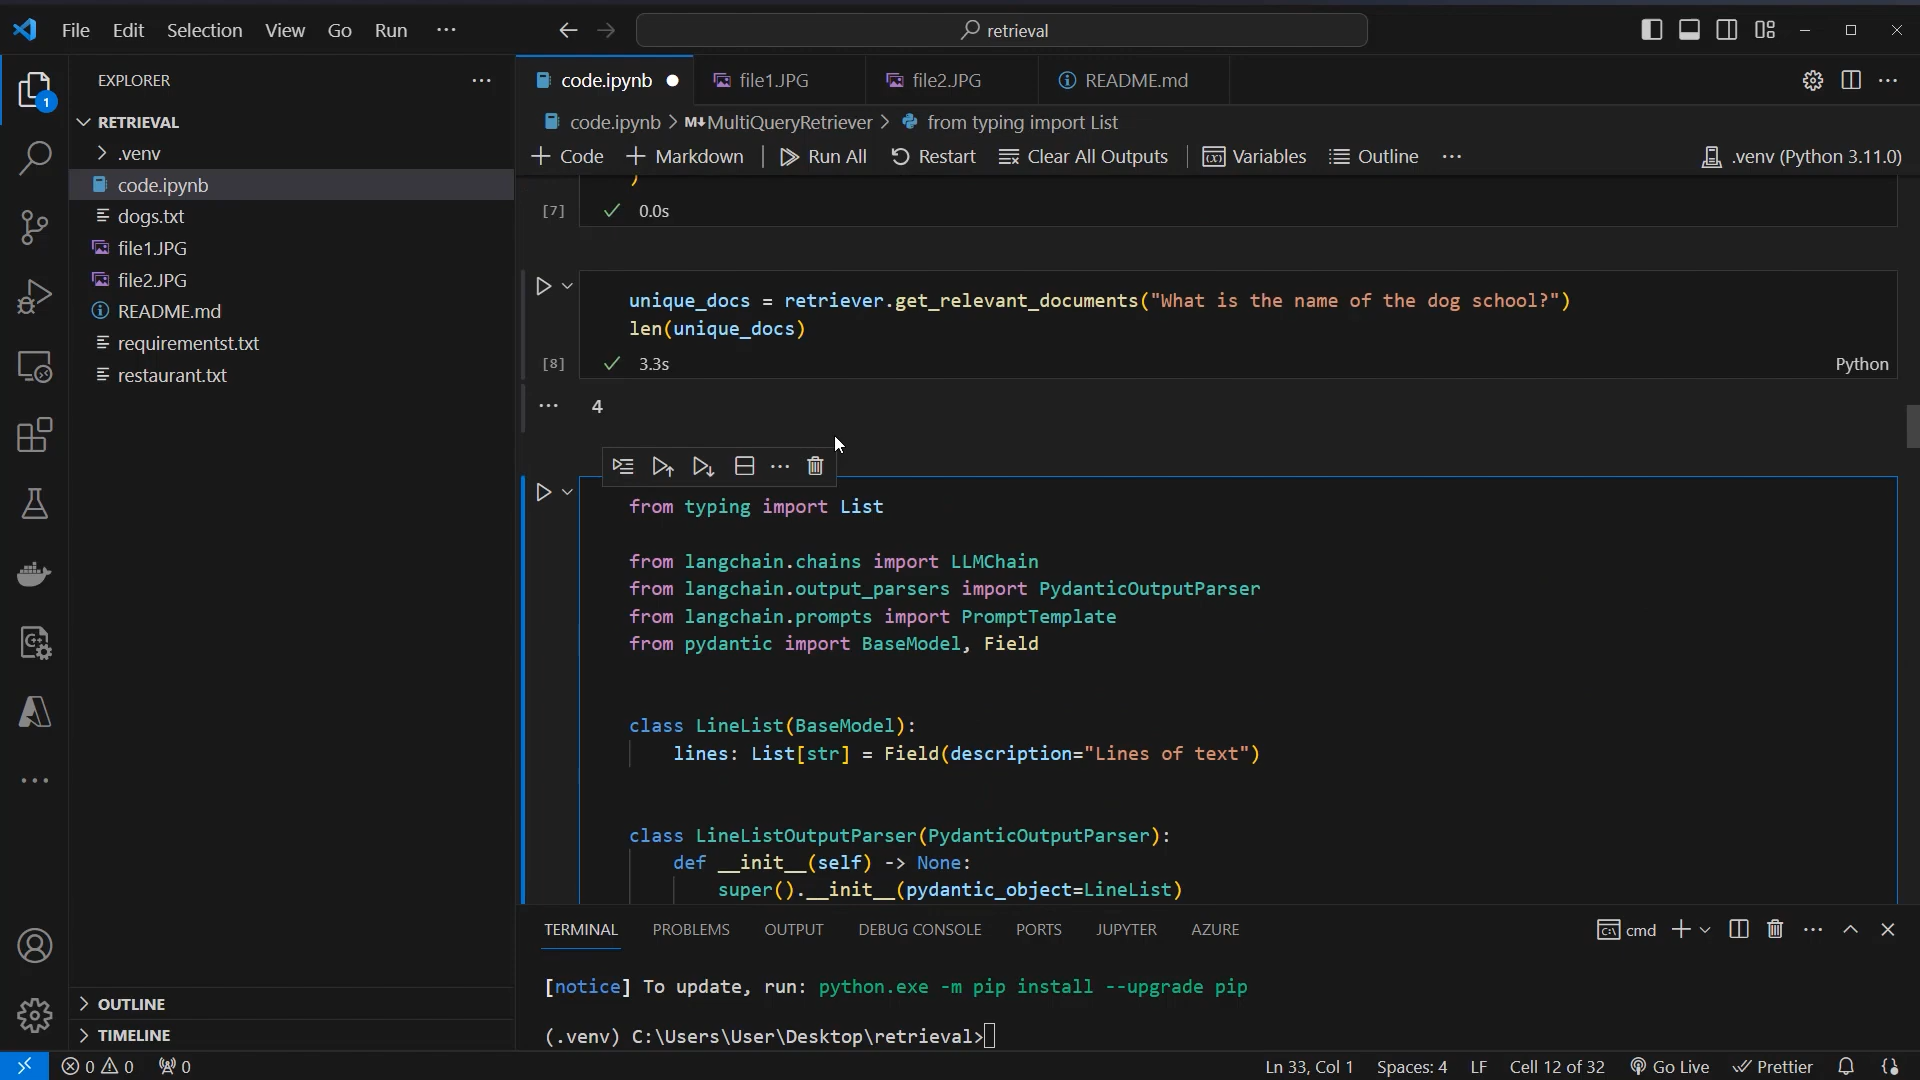 File Edit Selection View Go Run ···
retrieval
EXPLORER ···
RETRIEVAL
.venv
code.ipynb
dogs.txt
file1.JPG
file2.JPG
README.md
requirementst.txt
restaurant.txt
OUTLINE
TIMELINE
1
code.ipynb file1.JPG file2.JPG README.md
code.ipynb > M↓MultiQueryRetriever > from typing import List
+ Code + Markdown | Run All Restart Clear All Outputs | Variables Outline ··· .venv (Python 3.11.0)
)
[7] ✓ 0.0s
unique_docs = retriever.get_relevant_documents("What is the name of the dog school?")
len(unique_docs)
[8] ✓ 3.3s Python
··· 4
from typing import List
from langchain.chains import LLMChain
from langchain.output_parsers import PydanticOutputParser
from langchain.prompts import PromptTemplate
from pydantic import BaseModel, Field
class LineList(BaseModel):
lines: List[str] = Field(description="Lines of text")
class LineListOutputParser(PydanticOutputParser):
def __init__(self) -> None:
super().__init__(pydantic_object=LineList)
TERMINAL PROBLEMS OUTPUT DEBUG CONSOLE PORTS JUPYTER AZURE cmd
[notice] To update, run: python.exe -m pip install --upgrade pip
(.venv) C:\Users\User\Desktop\retrieval>
0 0 0 Ln 33, Col 1 Spaces: 4 LF Cell 12 of 32 Go Live Prettier